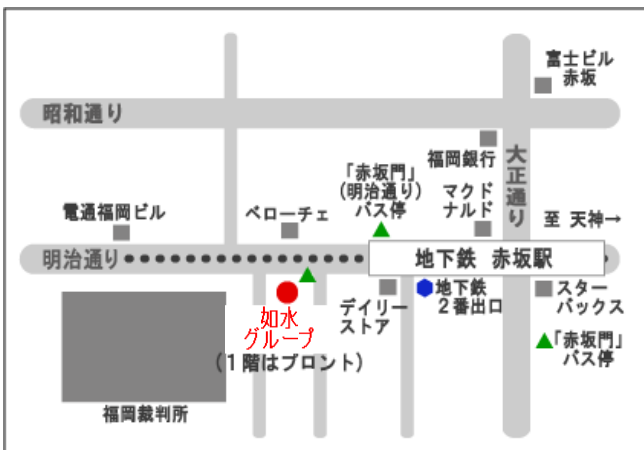 富士ビル
赤坂
昭和通り
福岡銀行
大正通り
「赤坂門」
(明治通り)
バス停
マクド
ナルド
電通福岡ビル
ベローチェ
至 天神→
明治通り
地下鉄 赤坂駅
デイリー
ストア
地下鉄
2番出口
スター
バックス
如水
グループ
(1階はプロント)
「赤坂門」
バス停
福岡裁判所